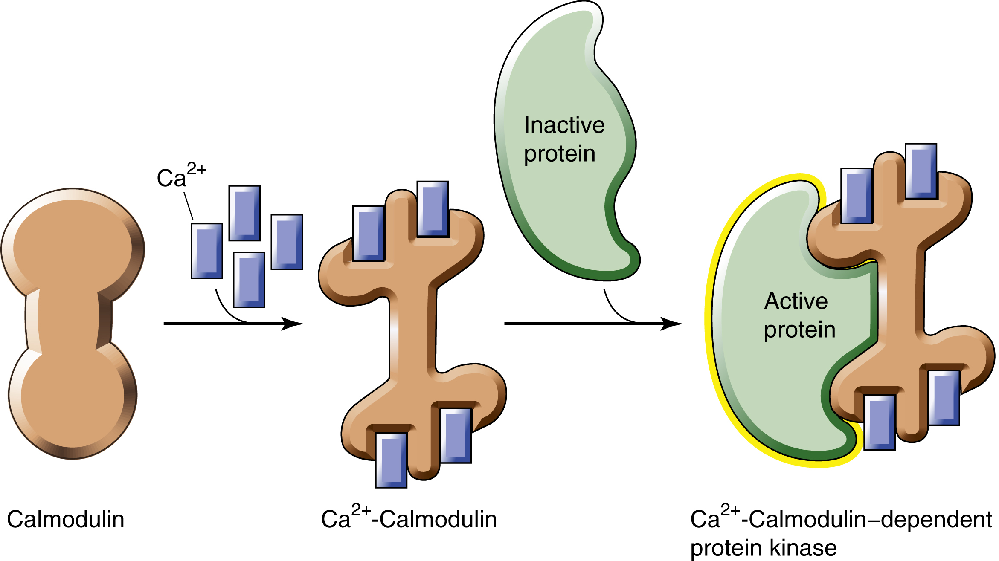 Inactive
protein
Ca²⁺
Active
protein
Calmodulin
Ca²⁺-Calmodulin
Ca²⁺-Calmodulin–dependent
protein kinase